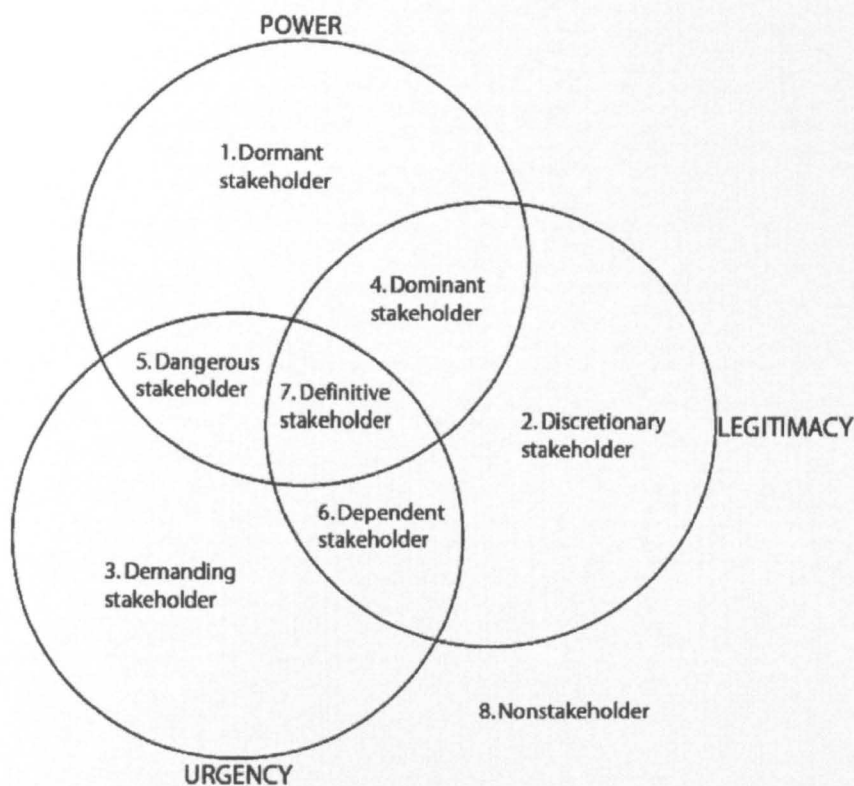 POWER
1. Dormant
stakeholder
4. Dominant
stakeholder
5. Dangerous
stakeholder
7. Definitive
stakeholder
2. Discretionary
stakeholder
LEGITIMACY
6. Dependent
stakeholder
3. Demanding
stakeholder
8. Nonstakeholder
URGENCY